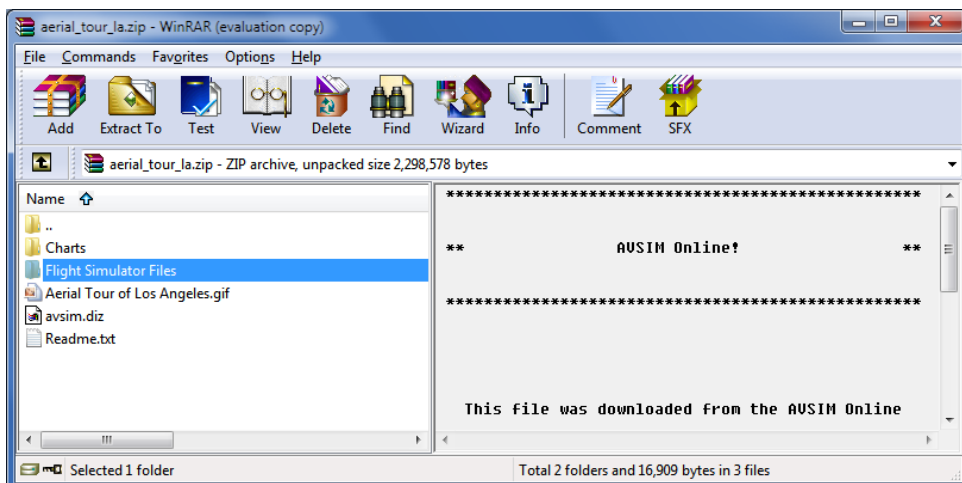 aerial_tour_la.zip - WinRAR (evaluation copy)
File Commands Favorites Options Help
Add Extract To Test View Delete Find Wizard Info Comment SFX
aerial_tour_la.zip - ZIP archive, unpacked size 2,298,578 bytes
Name
..
Charts
Flight Simulator Files
Aerial Tour of Los Angeles.gif
avsim.diz
Readme.txt
***************************************************
** AVSIM Online! **
***************************************************
This file was downloaded from the AVSIM Online
Selected 1 folder
Total 2 folders and 16,909 bytes in 3 files